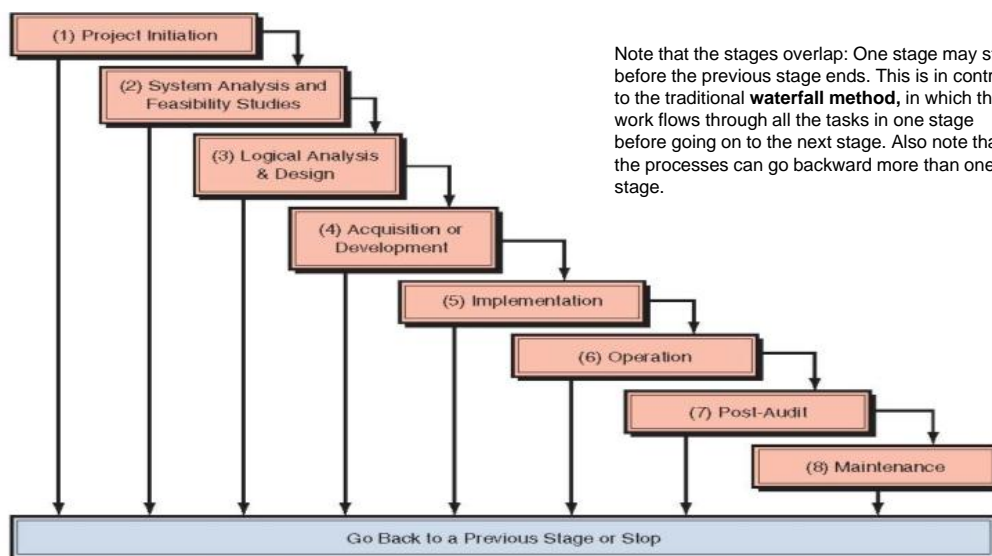 (1) Project Initiation
Note that the stages overlap: One stage may
before the previous stage ends. This is in
to the traditional waterfall method, in which
work flows through all the tasks in one stage
before going on to the next stage. Also note
the processes can go backward more than one
stage.
(2) System Analysis and
Feasibility Studies
(3) Logical Analysis
& Design
(4) Acquisition or
Development
(5) Implementation
(6) Operation
(7) Post-Audit
(8) Maintenance
Go Back to a Previous Stage or Stop